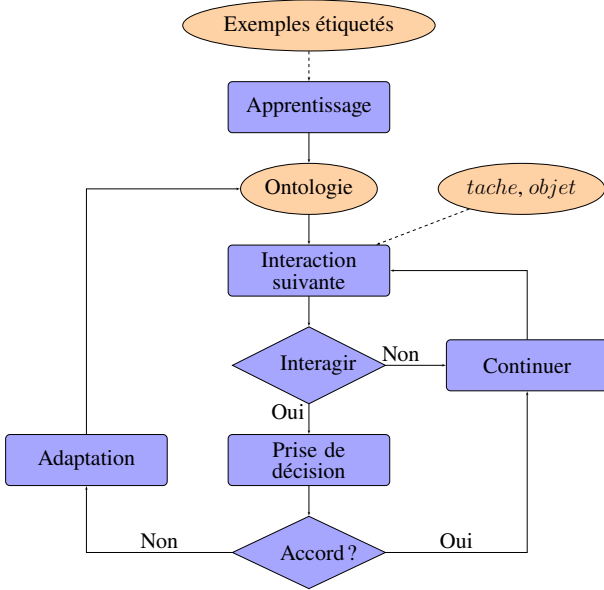 Exemples étiquetés
Apprentissage
Ontologie
tache, objet
Interaction
suivante
Interagir
Non
Continuer
Oui
Adaptation
Prise de
décision
Non
Accord ?
Oui